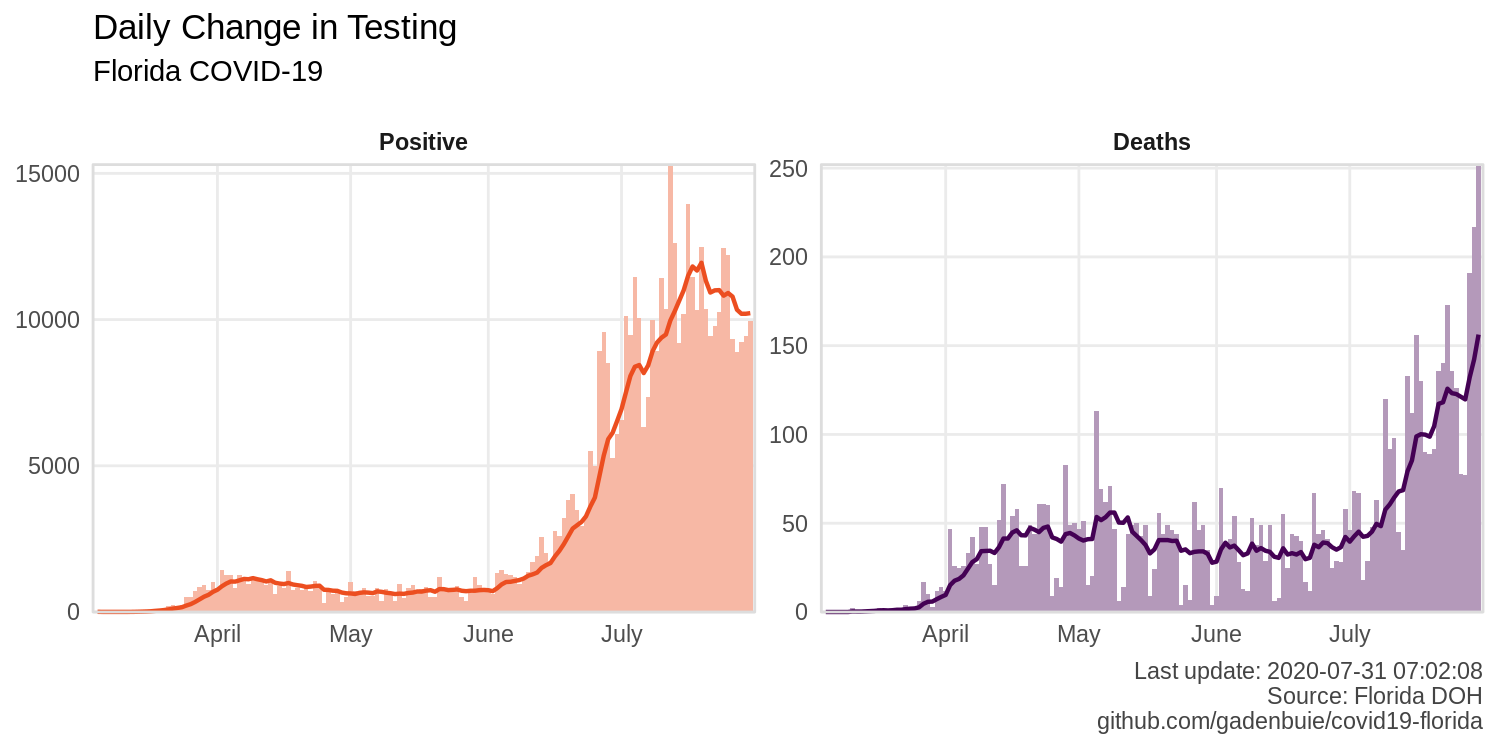 Daily Change in Testing
Florida COVID-19
Positive
15000
10000
5000
0
April May June July
Deaths
250
200
150
100
50
0
April May June July
Last update: 2020-07-31 07:02:08
Source: Florida DOH
github.com/gadenbuie/covid19-florida